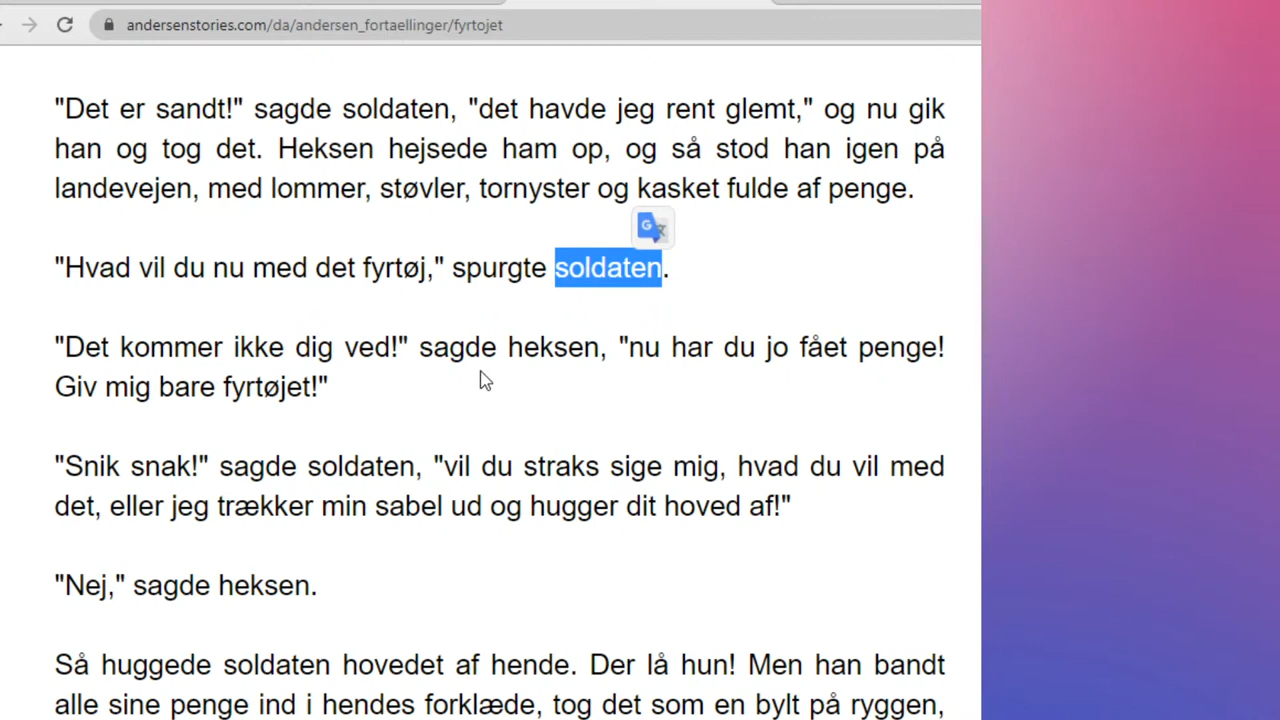 andersenstories.com/da/andersen_fortaellinger/fyrtojet
"Det er sandt!" sagde soldaten, "det havde jeg rent glemt," og nu gik
han og tog det. Heksen hejsede ham op, og så stod han igen på
landevejen, med lommer, støvler, tornyster og kasket fulde af penge.
"Hvad vil du nu med det fyrtøj," spurgte soldaten.
"Det kommer ikke dig ved!" sagde heksen, "nu har du jo fået penge!
Giv mig bare fyrtøjet!"
"Snik snak!" sagde soldaten, "vil du straks sige mig, hvad du vil med
det, eller jeg trækker min sabel ud og hugger dit hoved af!"
"Nej," sagde heksen.
Så huggede soldaten hovedet af hende. Der lå hun! Men han bandt
alle sine penge ind i hendes forklæde, tog det som en bylt på ryggen,